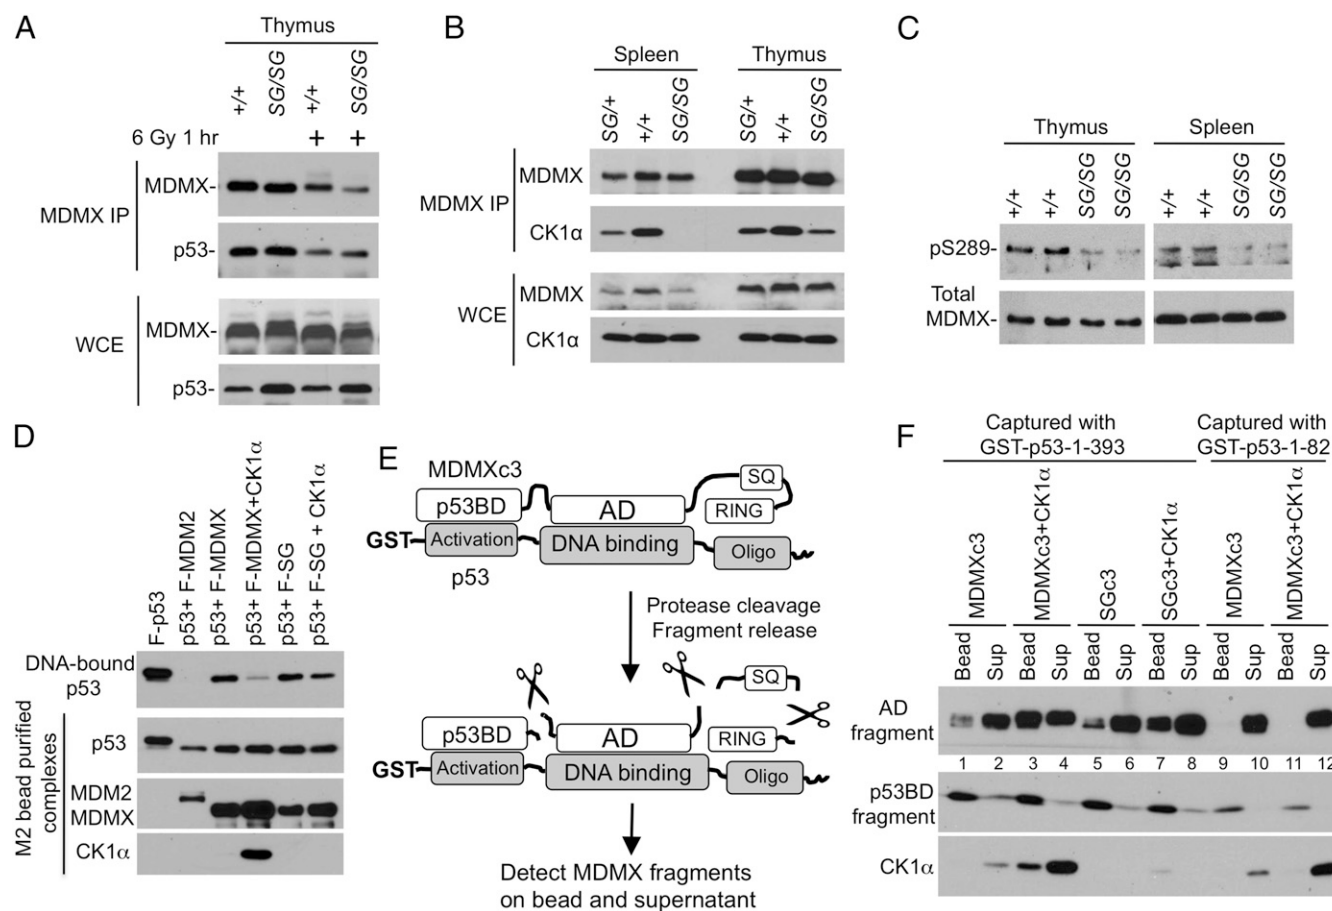 A
Thymus
+/+ SG/SG +/+ SG/SG
6 Gy 1 hr + +
MDMX IP
MDMX-
p53-
WCE
MDMX-
p53-
B
Spleen Thymus
SG/+ +/+ SG/SG SG/+ +/+ SG/SG
MDMX IP
MDMX
CK1α
WCE
MDMX
CK1α
C
Thymus Spleen
+/+ +/+ SG/SG SG/SG +/+ +/+ SG/SG SG/SG
pS289-
Total
MDMX-
D
F-p53
p53+ F-MDM2
p53+ F-MDMX
p53+ F-MDMX+CK1α
p53+ F-SG
p53+ F-SG + CK1α
DNA-bound
p53
M2 bead purified
complexes
p53
MDM2
MDMX
CK1α
E
MDMXc3
p53BD AD SQ RING
GST Activation DNA binding Oligo
p53
Protease cleavage
Fragment release
p53BD AD SQ RING
GST Activation DNA binding Oligo
Detect MDMX fragments
on bead and supernatant
F
Captured with
GST-p53-1-393
Captured with
GST-p53-1-82
MDMXc3
MDMXc3+CK1α
SGc3
SGc3+CK1α
MDMXc3
MDMXc3+CK1α
Bead Sup Bead Sup Bead Sup Bead Sup Bead Sup Bead Sup
AD
fragment
1 2 3 4 5 6 7 8 9 10 11 12
p53BD
fragment
CK1α